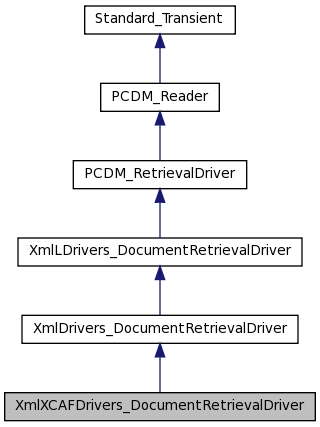 Standard_Transient
PCDM_Reader
PCDM_RetrievalDriver
XmlLDrivers_DocumentRetrievalDriver
XmlDrivers_DocumentRetrievalDriver
XmlXCAFDrivers_DocumentRetrievalDriver